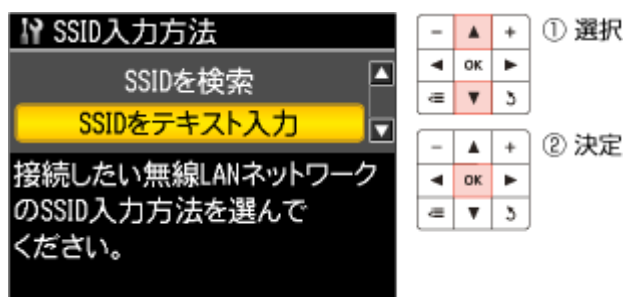 SSID入力方法
SSIDを検索
SSIDをテキスト入力
接続したい無線LANネットワーク
のSSID入力方法を選んで
ください。
- ▲ +
◀ OK ▶
▼
① 選択
- ▲ +
◀ OK ▶
▼
② 決定